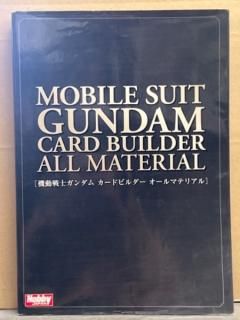 MOBILE SUIT
GUNDAM
CARD BUILDER
ALL MATERIAL
[機動戦士ガンダム カードビルダー オールマテリアル]
Hobby
JAPAN